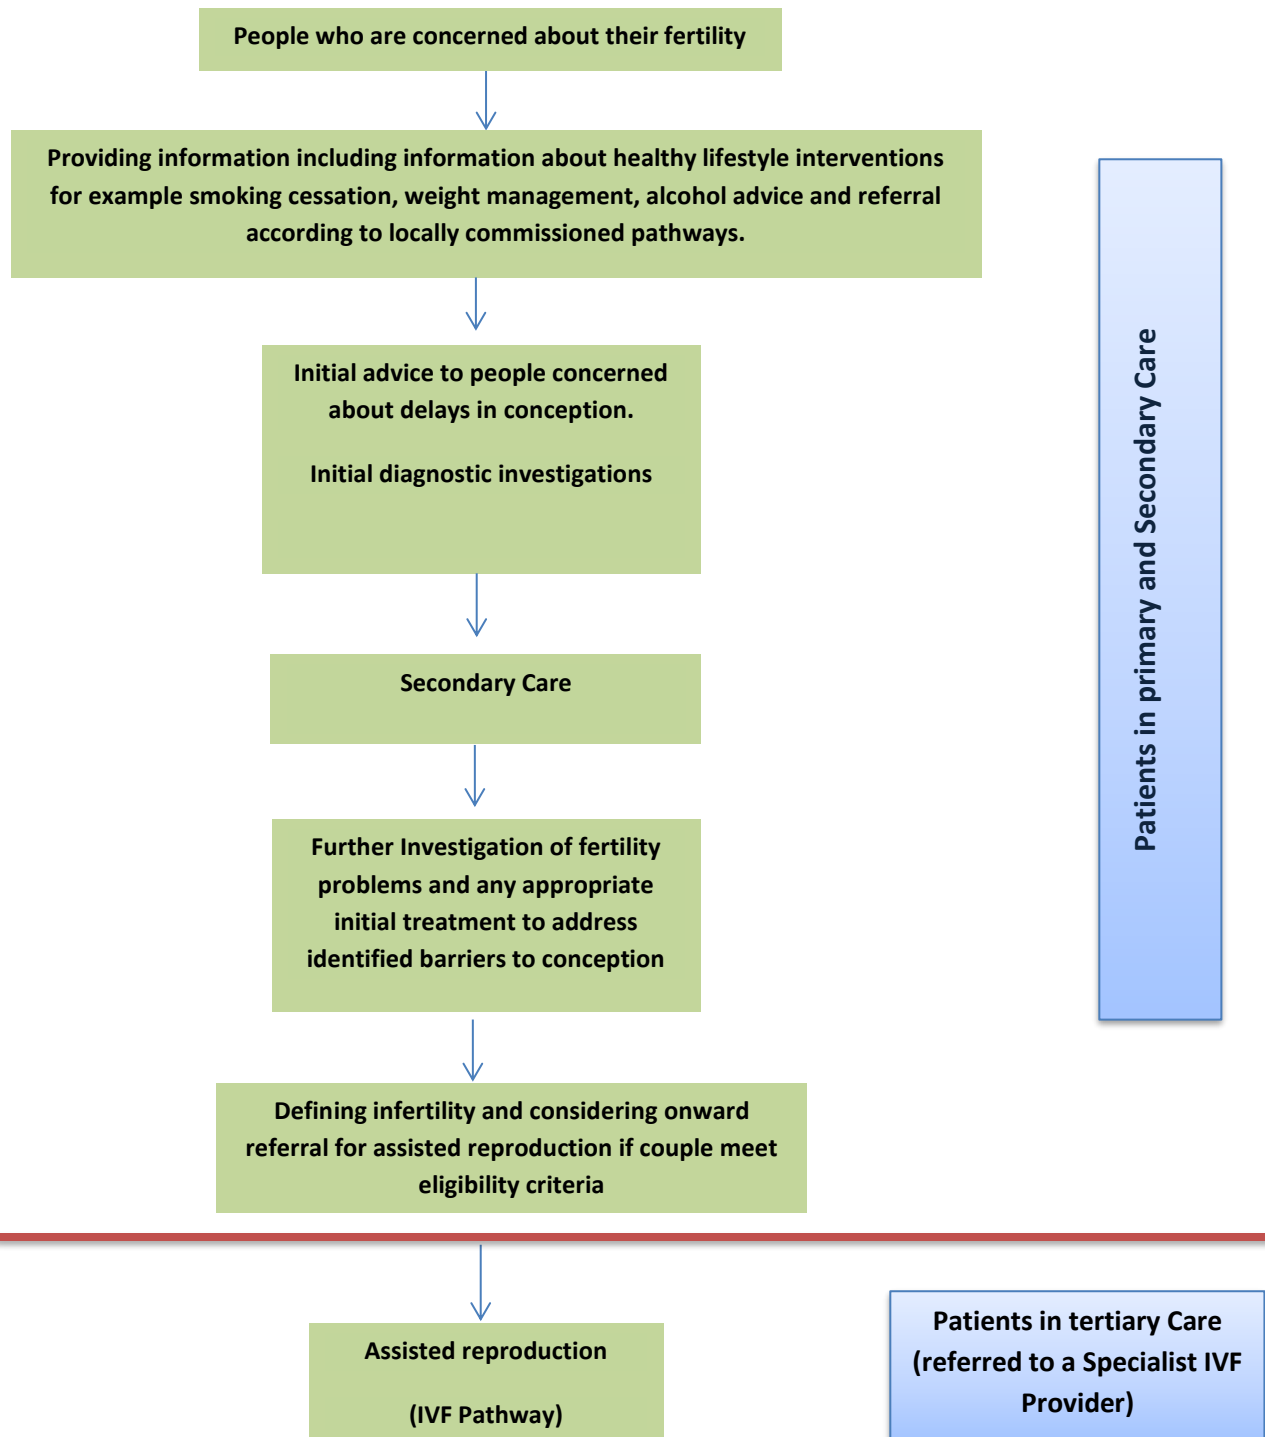 People who are concerned about their fertility
Providing information including information about healthy lifestyle interventions
for example smoking cessation, weight management, alcohol advice and referral
according to locally commissioned pathways.
Initial advice to people concerned
about delays in conception.
Initial diagnostic investigations
Secondary Care
Further Investigation of fertility
problems and any appropriate
initial treatment to address
identified barriers to conception
Defining infertility and considering onward
referral for assisted reproduction if couple meet
eligibility criteria
Patients in primary and Secondary Care
Assisted reproduction
(IVF Pathway)
Patients in tertiary Care
(referred to a Specialist IVF
Provider)